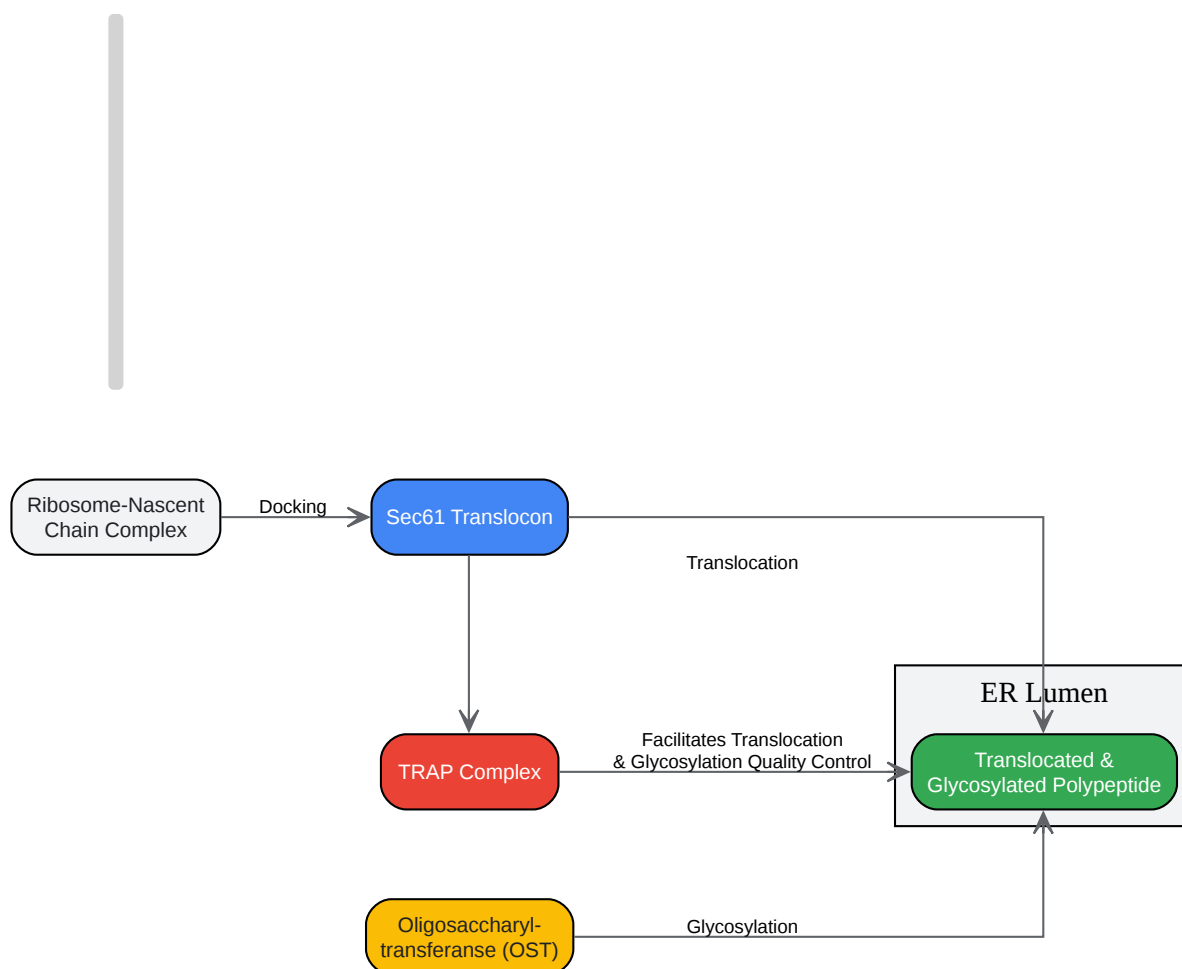 Ribosome-Nascent
Chain Complex
Docking
Sec61 Translocon
Translocation
ER Lumen
TRAP Complex
Facilitates Translocation
& Glycosylation Quality Control
Translocated &
Glycosylated Polypeptide
Oligosaccharyl-
transferanse (OST)
Glycosylation